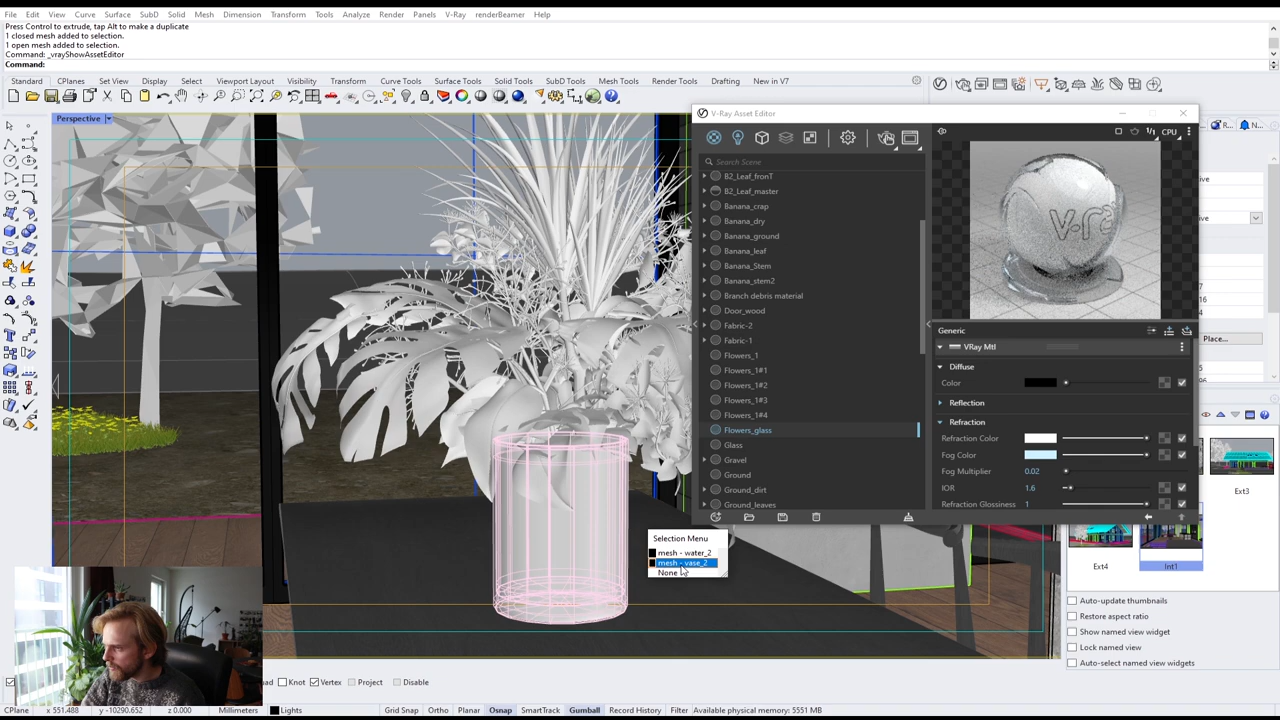 File Edit View Curve Surface SubD Solid Mesh Dimension Transform Tools Analyze Render Panels V-Ray renderBeamer Help
Press Control to extrude, tap Alt to make a duplicate
1 closed mesh added to selection.
1 open mesh added to selection.
Command: _vrayShowAssetEditor
Command:
Standard CPlanes Set View Display Select Viewport Layout Visibility Transform Curve Tools Surface Tools Solid Tools SubD Tools Mesh Tools Render Tools Drafting New in V7
Perspective
V-Ray Asset Editor
R... N...
CPU
Search Scene
B2_Leaf_fronT
B2_Leaf_master
Banana_crap
Banana_dry
Banana_ground
Banana_leaf
Banana_Stem
Banana_stem2
Branch debris material
Door_wood
Fabric-2
Fabric-1
Flowers_1
Flowers_1#1
Flowers_1#2
Flowers_1#3
Flowers_1#4
Flowers_glass
Glass
Gravel
Ground
Ground_dirt
Ground_leaves
Generic
VRay Mtl
Diffuse
Color
Reflection
Refraction
Refraction Color
Fog Color
Fog Multiplier 0.02
IOR 1.6
Refraction Glossiness 1
Place...
Ext3
Ext4 Int1
Selection Menu
mesh - water_2
mesh - vase_2
None
Auto-update thumbnails
Restore aspect ratio
Show named view widget
Lock named view
Auto-select named view widgets
Knot Vertex Project Disable
CPlane x 551.488 y -10290.652 z 0.000 Millimeters Lights Grid Snap Ortho Planar Osnap SmartTrack Gumball Record History Filter Available physical memory: 5551 MB